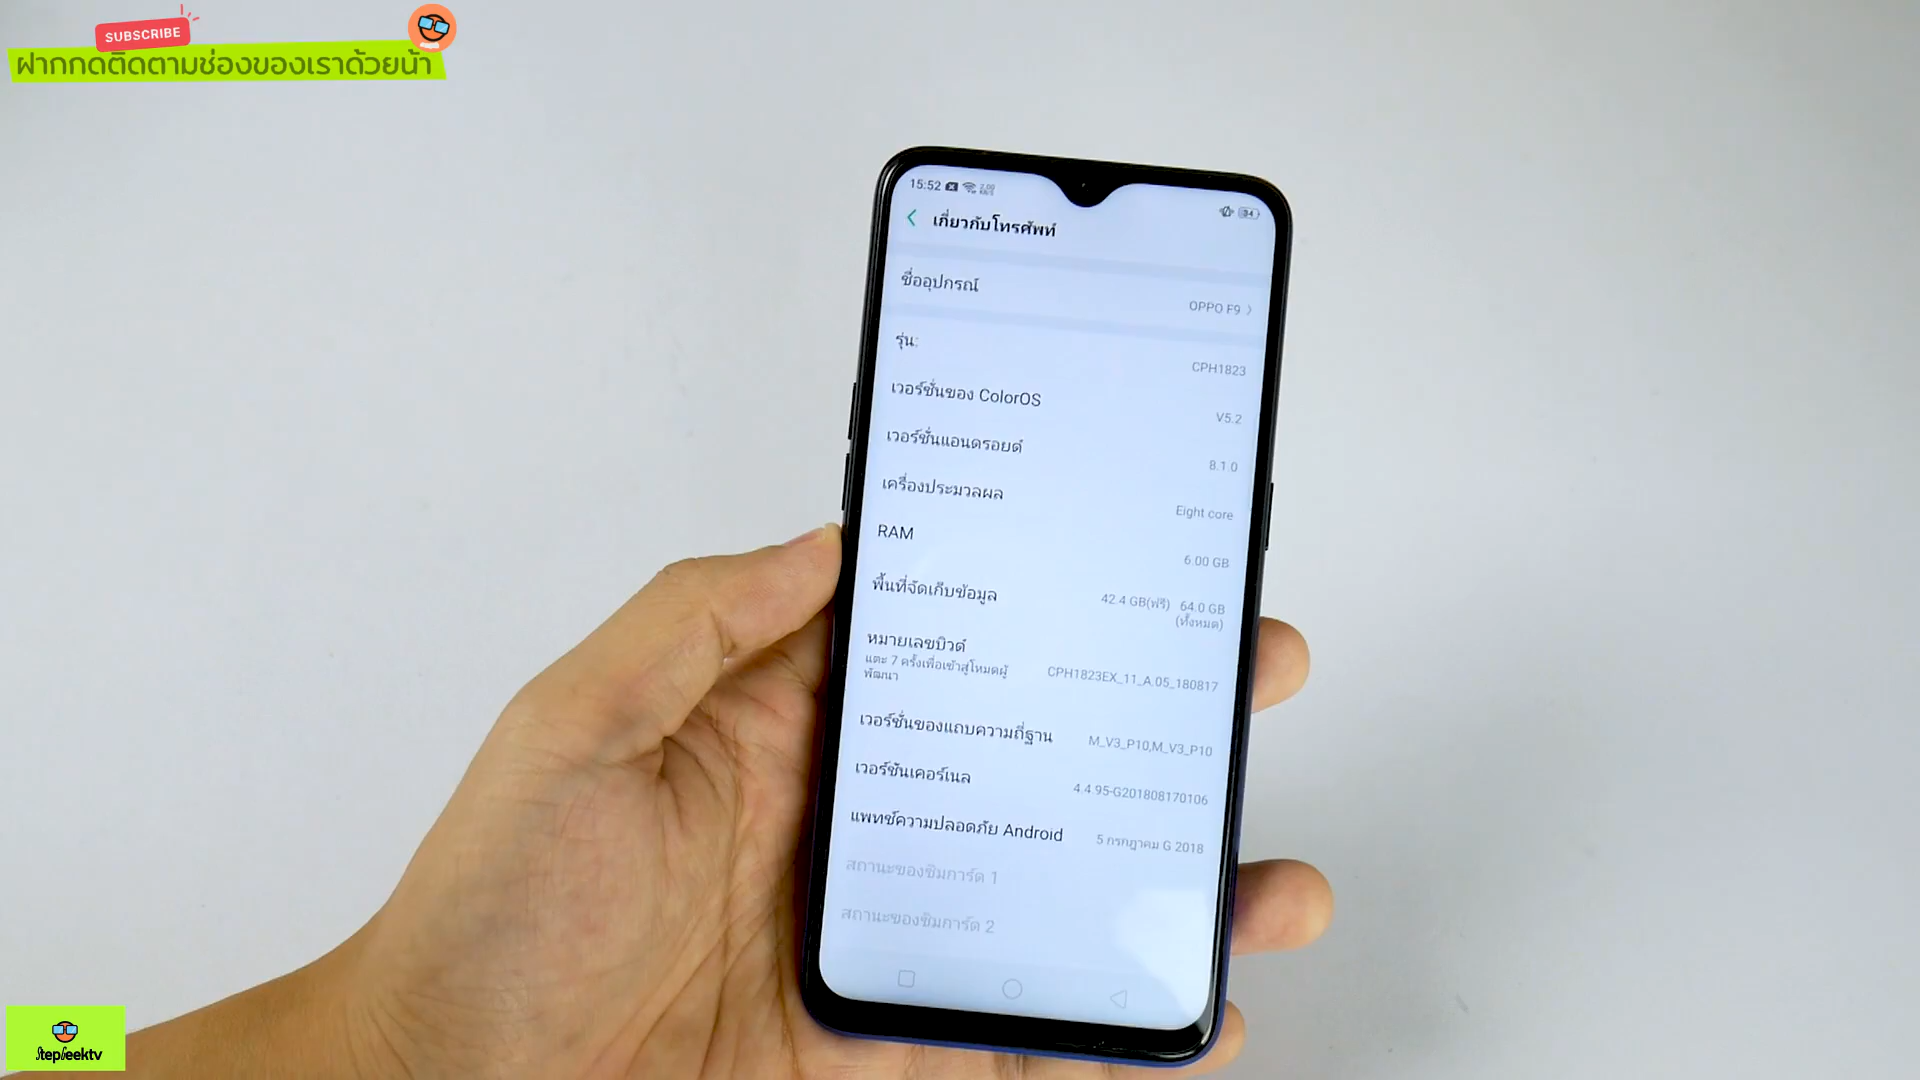 SUBSCRIBE
ฝากกดติดตามช่องของเราด้วยน้า
15:52
34
เกี่ยวกับโทรศัพท์
ชื่ออุปกรณ์
OPPO F9
รุ่น:
CPH1823
เวอร์ชั่นของ ColorOS
V5.2
เวอร์ชั่นแอนดรอยด์
8.1.0
เครื่องประมวลผล
Eight core
RAM
6.00 GB
พื้นที่จัดเก็บข้อมูล
42.4 GB(ฟรี) 64.0 GB
(ทั้งหมด)
หมายเลขบิวด์
แตะ 7 ครั้งเพื่อเข้าสู่โหมดผู้
พัฒนา
CPH1823EX_11_A.05_180817
เวอร์ชั่นของแถบความถี่ฐาน
M_V3_P10,M_V3_P10
เวอร์ชันเคอร์เนล
4.4.95-G201808170106
แพทช์ความปลอดภัย Android
5 กรกฎาคม G 2018
สถานะของซิมการ์ด 1
สถานะของซิมการ์ด 2
stepgeektv